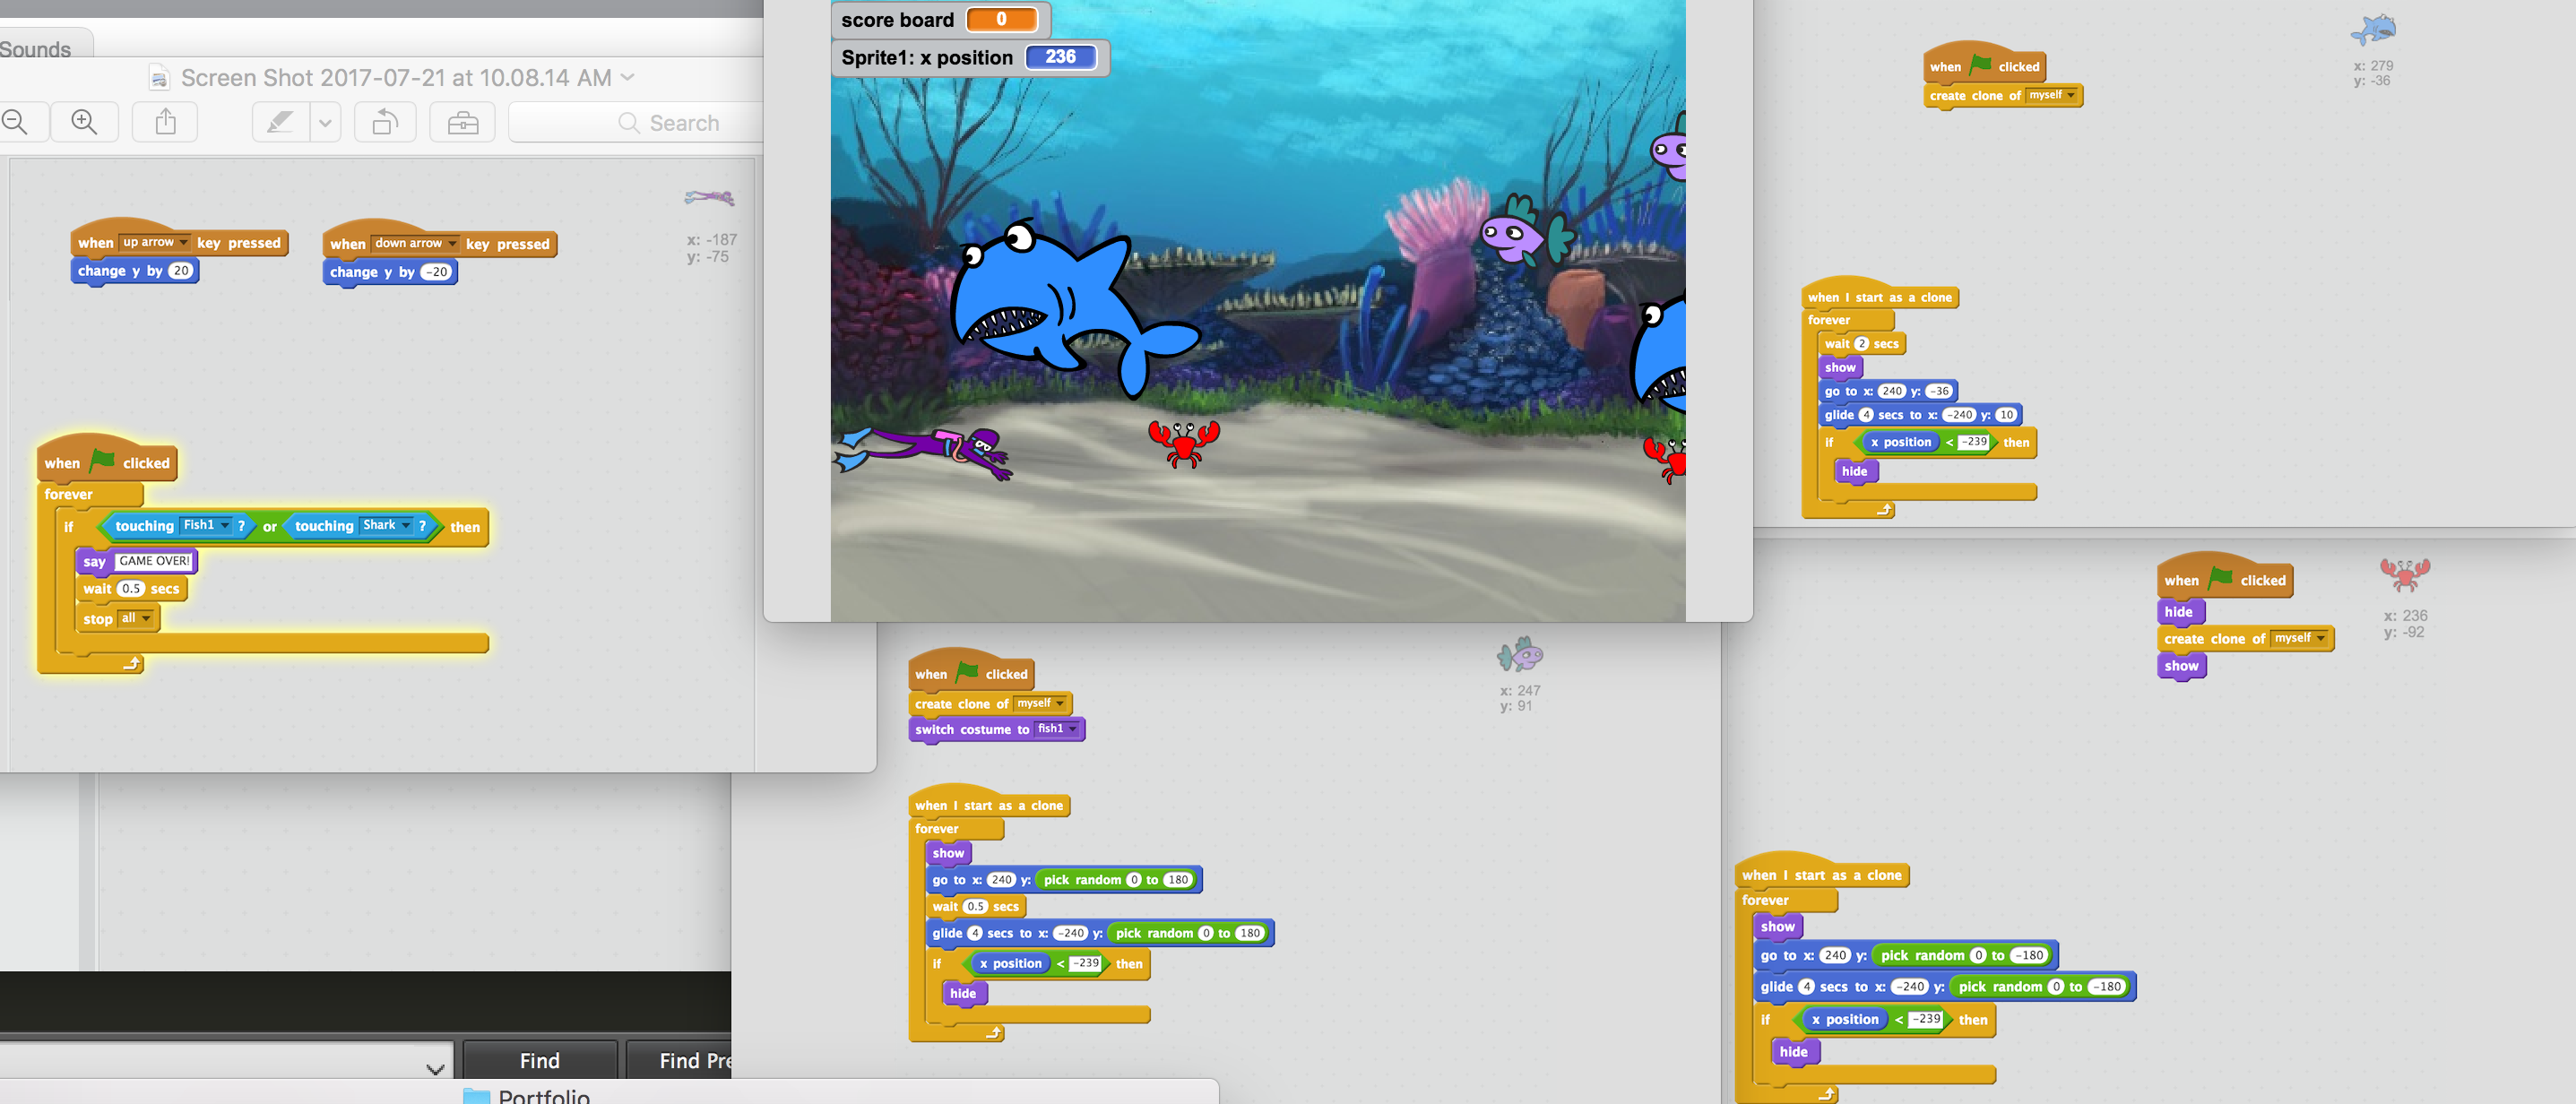 Sounds
Screen Shot 2017-07-21 at 10.08.14 AM
Search
when up arrow key pressed
change y by 20
when down arrow key pressed
change y by -20
x: -187
y: -75
when clicked
forever
if touching Fish1 ? or touching Shark ? then
say GAME OVER!
wait 0.5 secs
stop all
score board 0
Sprite1: x position 236
when clicked
create clone of myself
x: 279
y: -36
when I start as a clone
forever
wait 2 secs
show
go to x: 240 y: -36
glide 4 secs to x: -240 y: 10
if x position < -239 then
hide
when clicked
create clone of myself
switch costume to fish1
x: 247
y: 91
when I start as a clone
forever
show
go to x: 240 y: pick random 0 to 180
wait 0.5 secs
glide 4 secs to x: -240 y: pick random 0 to 180
if x position < -239 then
hide
when clicked
hide
create clone of myself
show
x: 236
y: -92
when I start as a clone
forever
show
go to x: 240 y: pick random 0 to -180
glide 4 secs to x: -240 y: pick random 0 to -180
if x position < -239 then
hide
Find
Find Pre
Portfolio